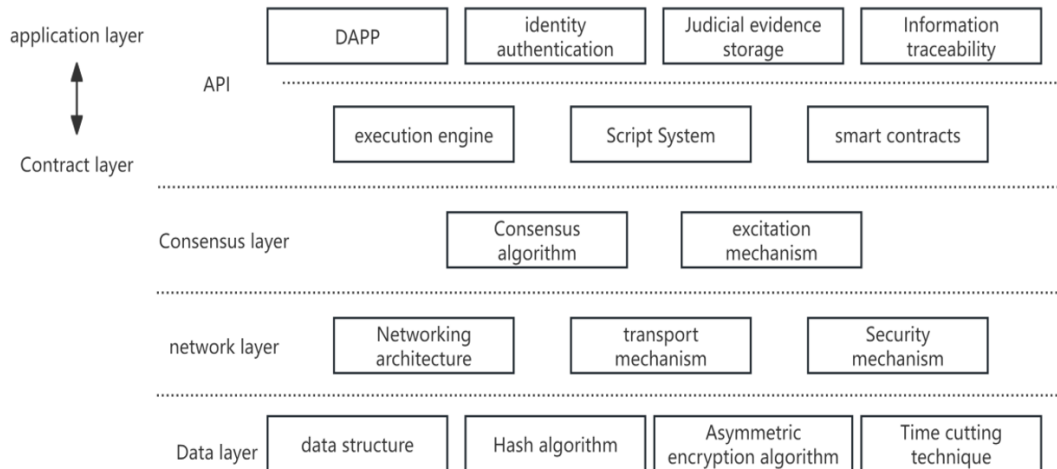 application layer
DAPP
identity
authentication
Judicial evidence
storage
Information
traceability
API
execution engine
Script System
smart contracts
Contract layer
Consensus layer
Consensus
algorithm
excitation
mechanism
network layer
Networking
architecture
transport
mechanism
Security
mechanism
Data layer
data structure
Hash algorithm
Asymmetric
encryption algorithm
Time cutting
technique